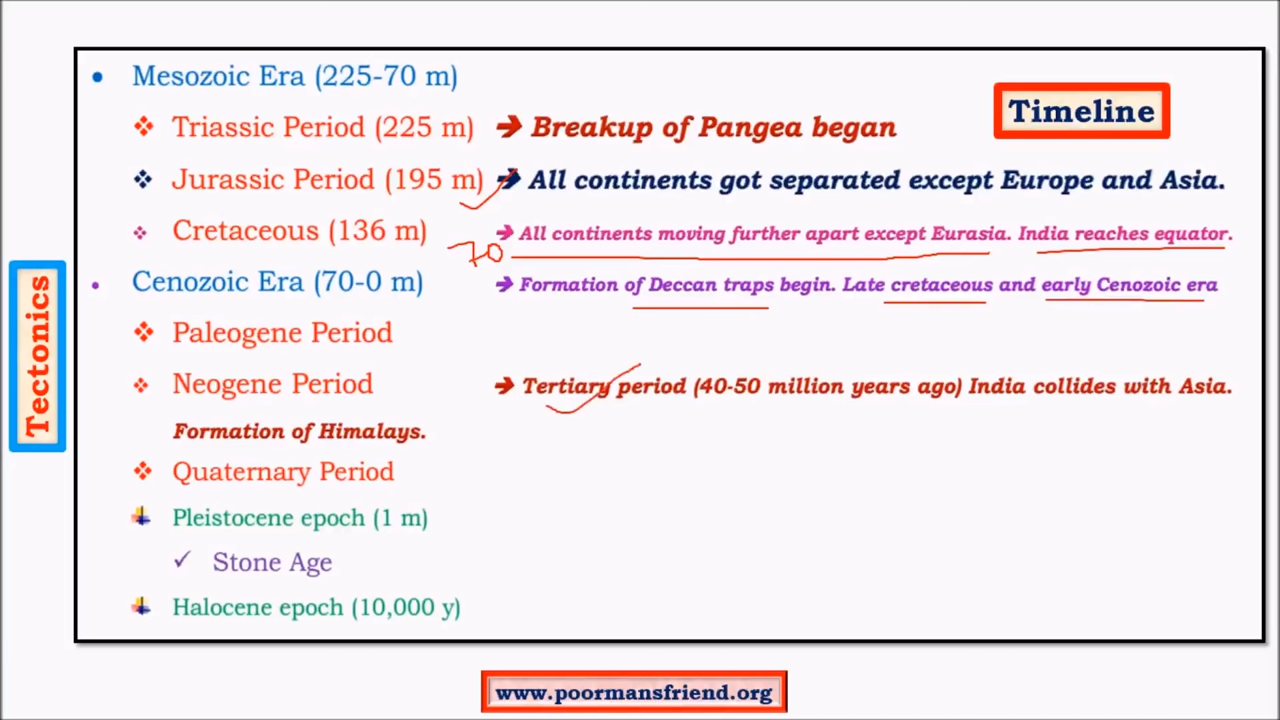 Timeline
Mesozoic Era (225-70 m)
Triassic Period (225 m) ➔ Breakup of Pangea began
Jurassic Period (195 m) ➔ All continents got separated except Europe and Asia.
Cretaceous (136 m) ➔ All continents moving further apart except Eurasia. India reaches equator.
70
Cenozoic Era (70-0 m) ➔ Formation of Deccan traps begin. Late cretaceous and early Cenozoic era
Paleogene Period
Neogene Period ➔ Tertiary period (40-50 million years ago) India collides with Asia.
Formation of Himalays.
Quaternary Period
Pleistocene epoch (1 m)
✓ Stone Age
Halocene epoch (10,000 y)
Tectonics
www.poormansfriend.org